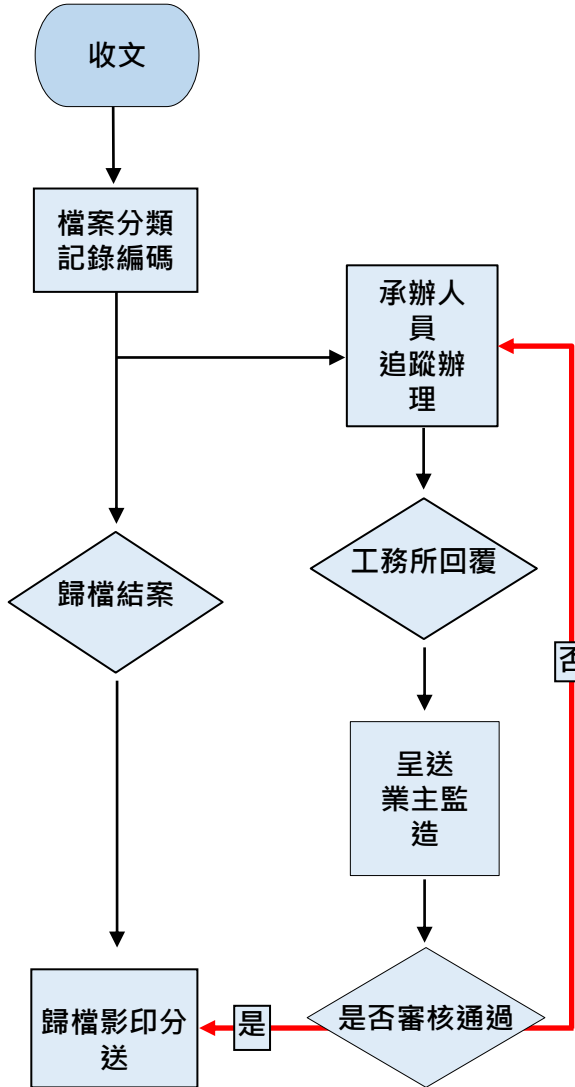 收文
檔案分類
記錄編碼
承辦人
員
追蹤辦
理
歸檔結案
工務所回覆
否
呈送
業主監
造
歸檔影印分
送
是
是否審核通過